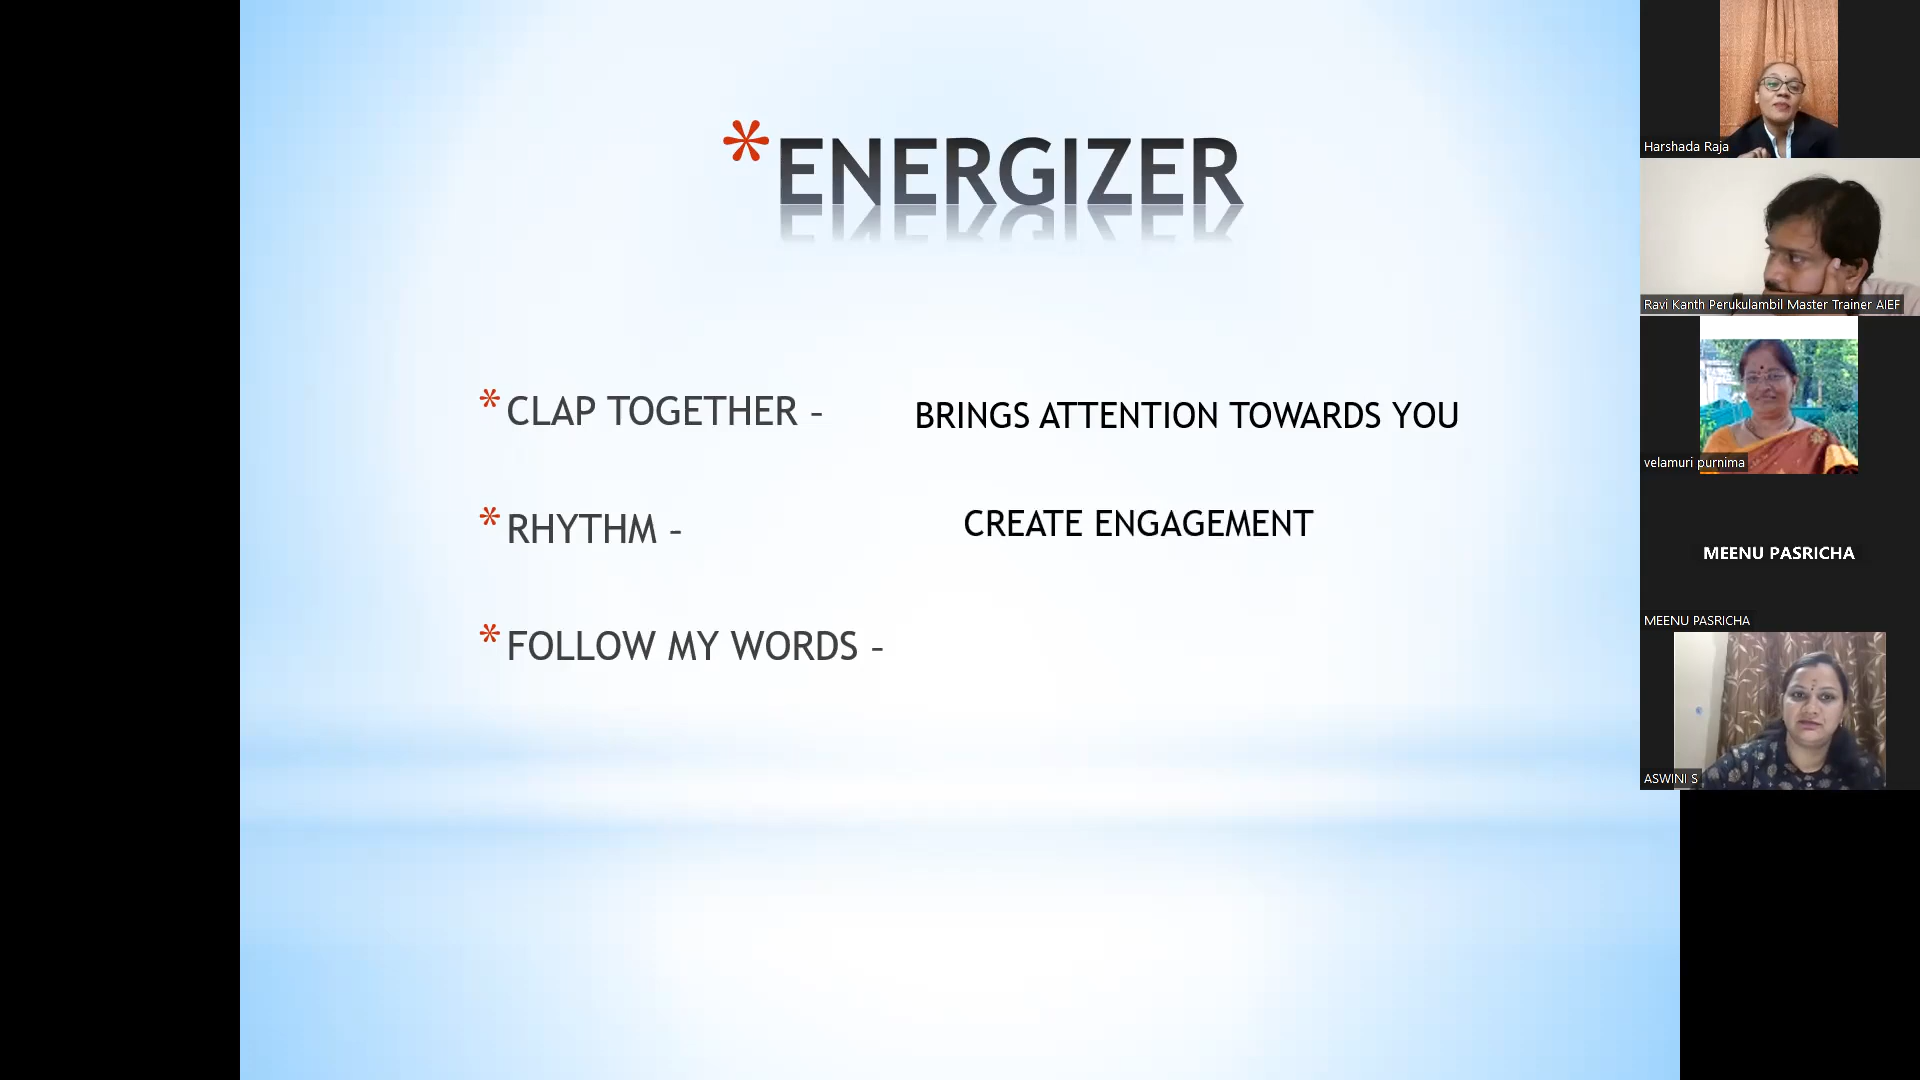 *ENERGIZER
*CLAP TOGETHER – BRINGS ATTENTION TOWARDS YOU
*RHYTHM – CREATE ENGAGEMENT
*FOLLOW MY WORDS –
Harshada Raja
Ravi Kanth Perukulambil Master Trainer AIEF
velamuri purnima
MEENU PASRICHA
MEENU PASRICHA
ASWINI S